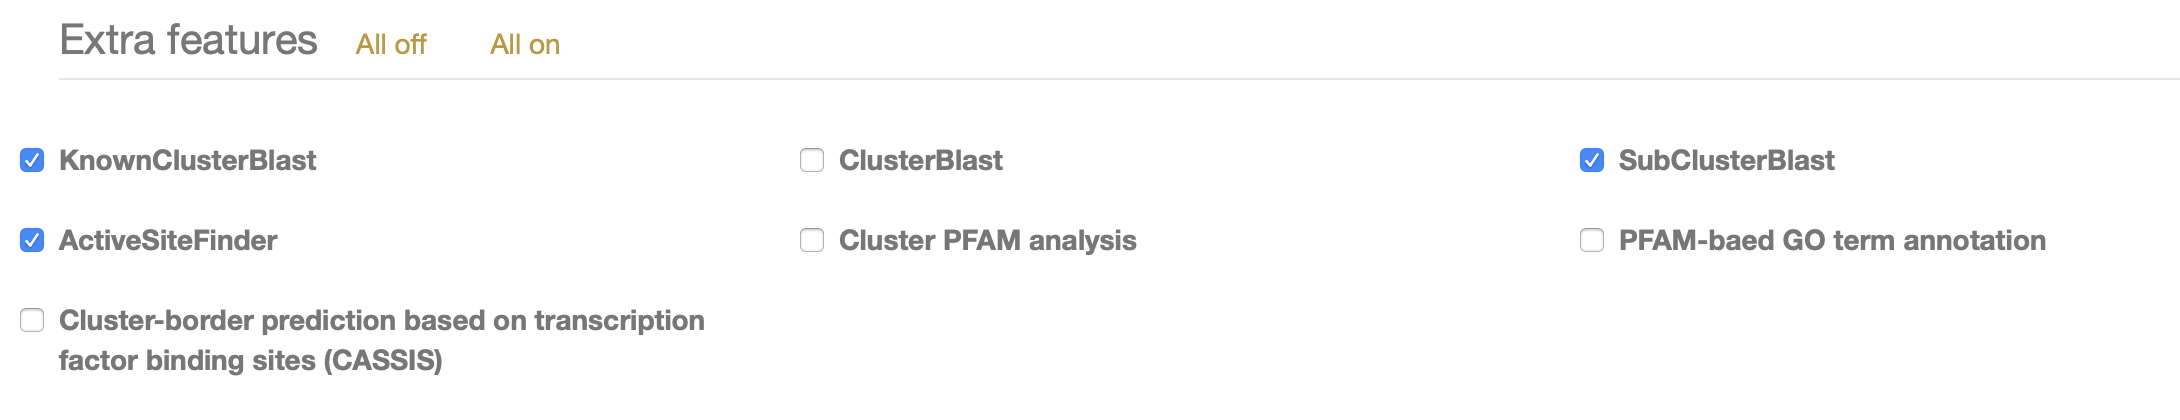 Extra features All off All on
KnownClusterBlast ClusterBlast SubClusterBlast
ActiveSiteFinder Cluster PFAM analysis PFAM-baed GO term annotation
Cluster-border prediction based on transcription
factor binding sites (CASSIS)